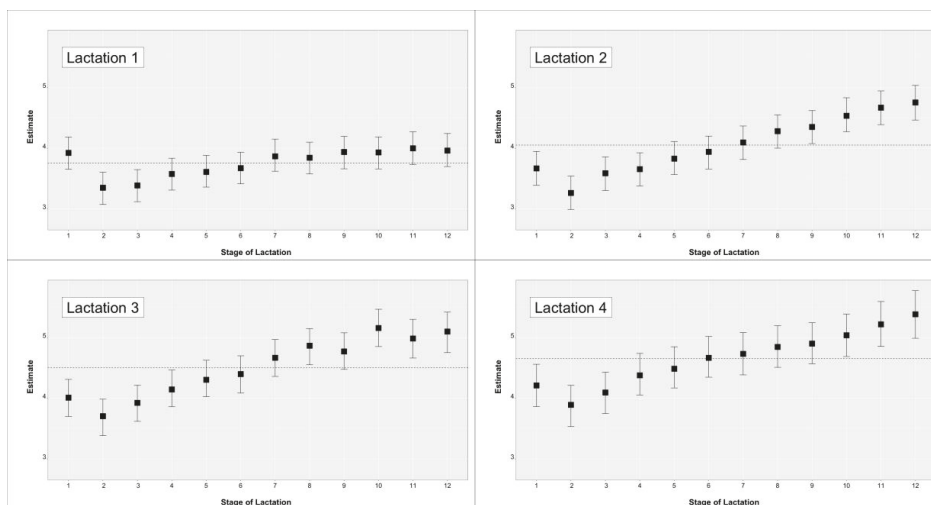 Lactation 1
Estimate
5
4
3
1 2 3 4 5 6 7 8 9 10 11 12
Stage of Lactation
Lactation 2
Estimate
5
4
3
1 2 3 4 5 6 7 8 9 10 11 12
Stage of Lactation
Lactation 3
Estimate
5
4
3
1 2 3 4 5 6 7 8 9 10 11 12
Stage of Lactation
Lactation 4
Estimate
5
4
3
1 2 3 4 5 6 7 8 9 10 11 12
Stage of Lactation